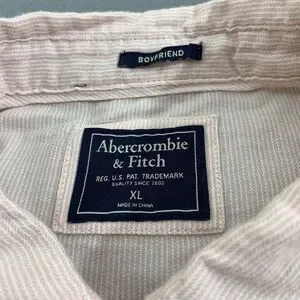 BOYFRIEND
Abercrombie
& Fitch
REG. U.S. PAT. TRADEMARK
QUALITY SINCE 1892
XL
MADE IN CHINA